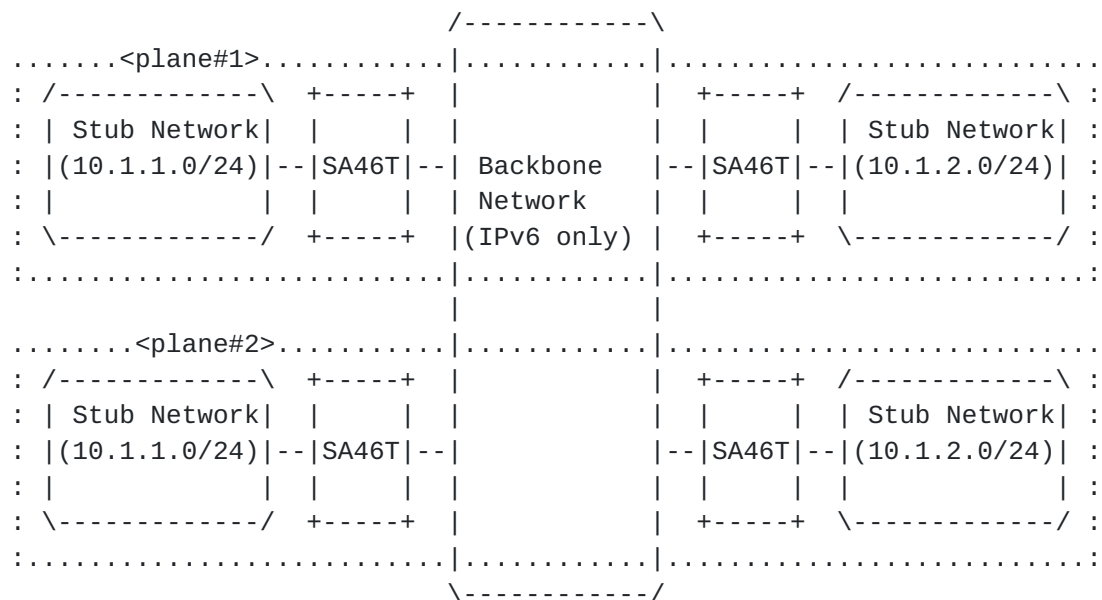 /------------\
.......<plane#1>............|............|............................
: /-------------\  +-----+  |            |  +-----+  /-------------\ :
: | Stub Network|  |     |  |            |  |     |  | Stub Network| :
: |(10.1.1.0/24)|--|SA46T|--| Backbone   |--|SA46T|--|(10.1.2.0/24)| :
: |             |  |     |  | Network    |  |     |  |             | :
: \-------------/  +-----+  |(IPv6 only) |  +-----+  \-------------/ :
:...........................|............|...........................:
                            |            |
........<plane#2>...........|............|............................
: /-------------\  +-----+  |            |  +-----+  /-------------\ :
: | Stub Network|  |     |  |            |  |     |  | Stub Network| :
: |(10.1.1.0/24)|--|SA46T|--|            |--|SA46T|--|(10.1.2.0/24)| :
: |             |  |     |  |            |  |     |  |             | :
: \-------------/  +-----+  |            |  +-----+  \-------------/ :
:...........................|............|...........................:
                            \------------/